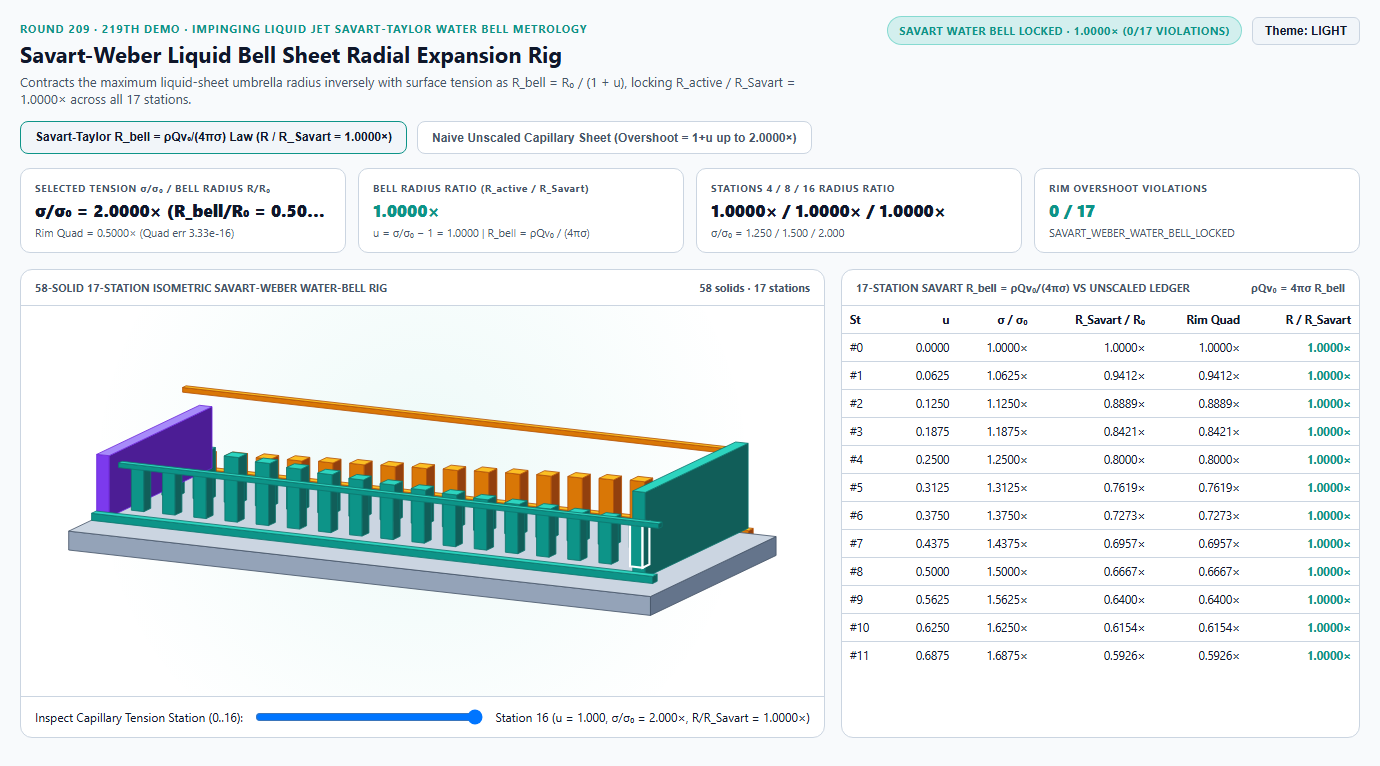 ROUND 209 · 219TH DEMO · IMPINGING LIQUID JET SAVART-TAYLOR WATER BELL METROLOGY
Savart-Weber Liquid Bell Sheet Radial Expansion Rig
Contracts the maximum liquid-sheet umbrella radius inversely with surface tension as R_bell = R₀ / (1 + u), locking R_active / R_Savart =
1.0000× across all 17 stations.
SAVART WATER BELL LOCKED · 1.0000× (0/17 VIOLATIONS)
Theme: LIGHT
Savart-Taylor R_bell = ρQv₀/(4πσ) Law (R / R_Savart = 1.0000×)
Naive Unscaled Capillary Sheet (Overshoot = 1+u up to 2.0000×)
SELECTED TENSION σ/σ₀ / BELL RADIUS R/R₀
σ/σ₀ = 2.0000× (R_bell/R₀ = 0.50...
Rim Quad = 0.5000× (Quad err 3.33e-16)
BELL RADIUS RATIO (R_active / R_Savart)
1.0000×
u = σ/σ₀ − 1 = 1.0000 | R_bell = ρQv₀ / (4πσ)
STATIONS 4 / 8 / 16 RADIUS RATIO
1.0000× / 1.0000× / 1.0000×
σ/σ₀ = 1.250 / 1.500 / 2.000
RIM OVERSHOOT VIOLATIONS
0 / 17
SAVART_WEBER_WATER_BELL_LOCKED
58-SOLID 17-STATION ISOMETRIC SAVART-WEBER WATER-BELL RIG
58 solids · 17 stations
Inspect Capillary Tension Station (0..16):
Station 16 (u = 1.000, σ/σ₀ = 2.000×, R/R_Savart = 1.0000×)
17-STATION SAVART R_bell = ρQv₀/(4πσ) VS UNSCALED LEDGER
ρQv₀ = 4πσ R_bell
St u σ / σ₀ R_Savart / R₀ Rim Quad R / R_Savart
#0 0.0000 1.0000× 1.0000× 1.0000× 1.0000×
#1 0.0625 1.0625× 0.9412× 0.9412× 1.0000×
#2 0.1250 1.1250× 0.8889× 0.8889× 1.0000×
#3 0.1875 1.1875× 0.8421× 0.8421× 1.0000×
#4 0.2500 1.2500× 0.8000× 0.8000× 1.0000×
#5 0.3125 1.3125× 0.7619× 0.7619× 1.0000×
#6 0.3750 1.3750× 0.7273× 0.7273× 1.0000×
#7 0.4375 1.4375× 0.6957× 0.6957× 1.0000×
#8 0.5000 1.5000× 0.6667× 0.6667× 1.0000×
#9 0.5625 1.5625× 0.6400× 0.6400× 1.0000×
#10 0.6250 1.6250× 0.6154× 0.6154× 1.0000×
#11 0.6875 1.6875× 0.5926× 0.5926× 1.0000×